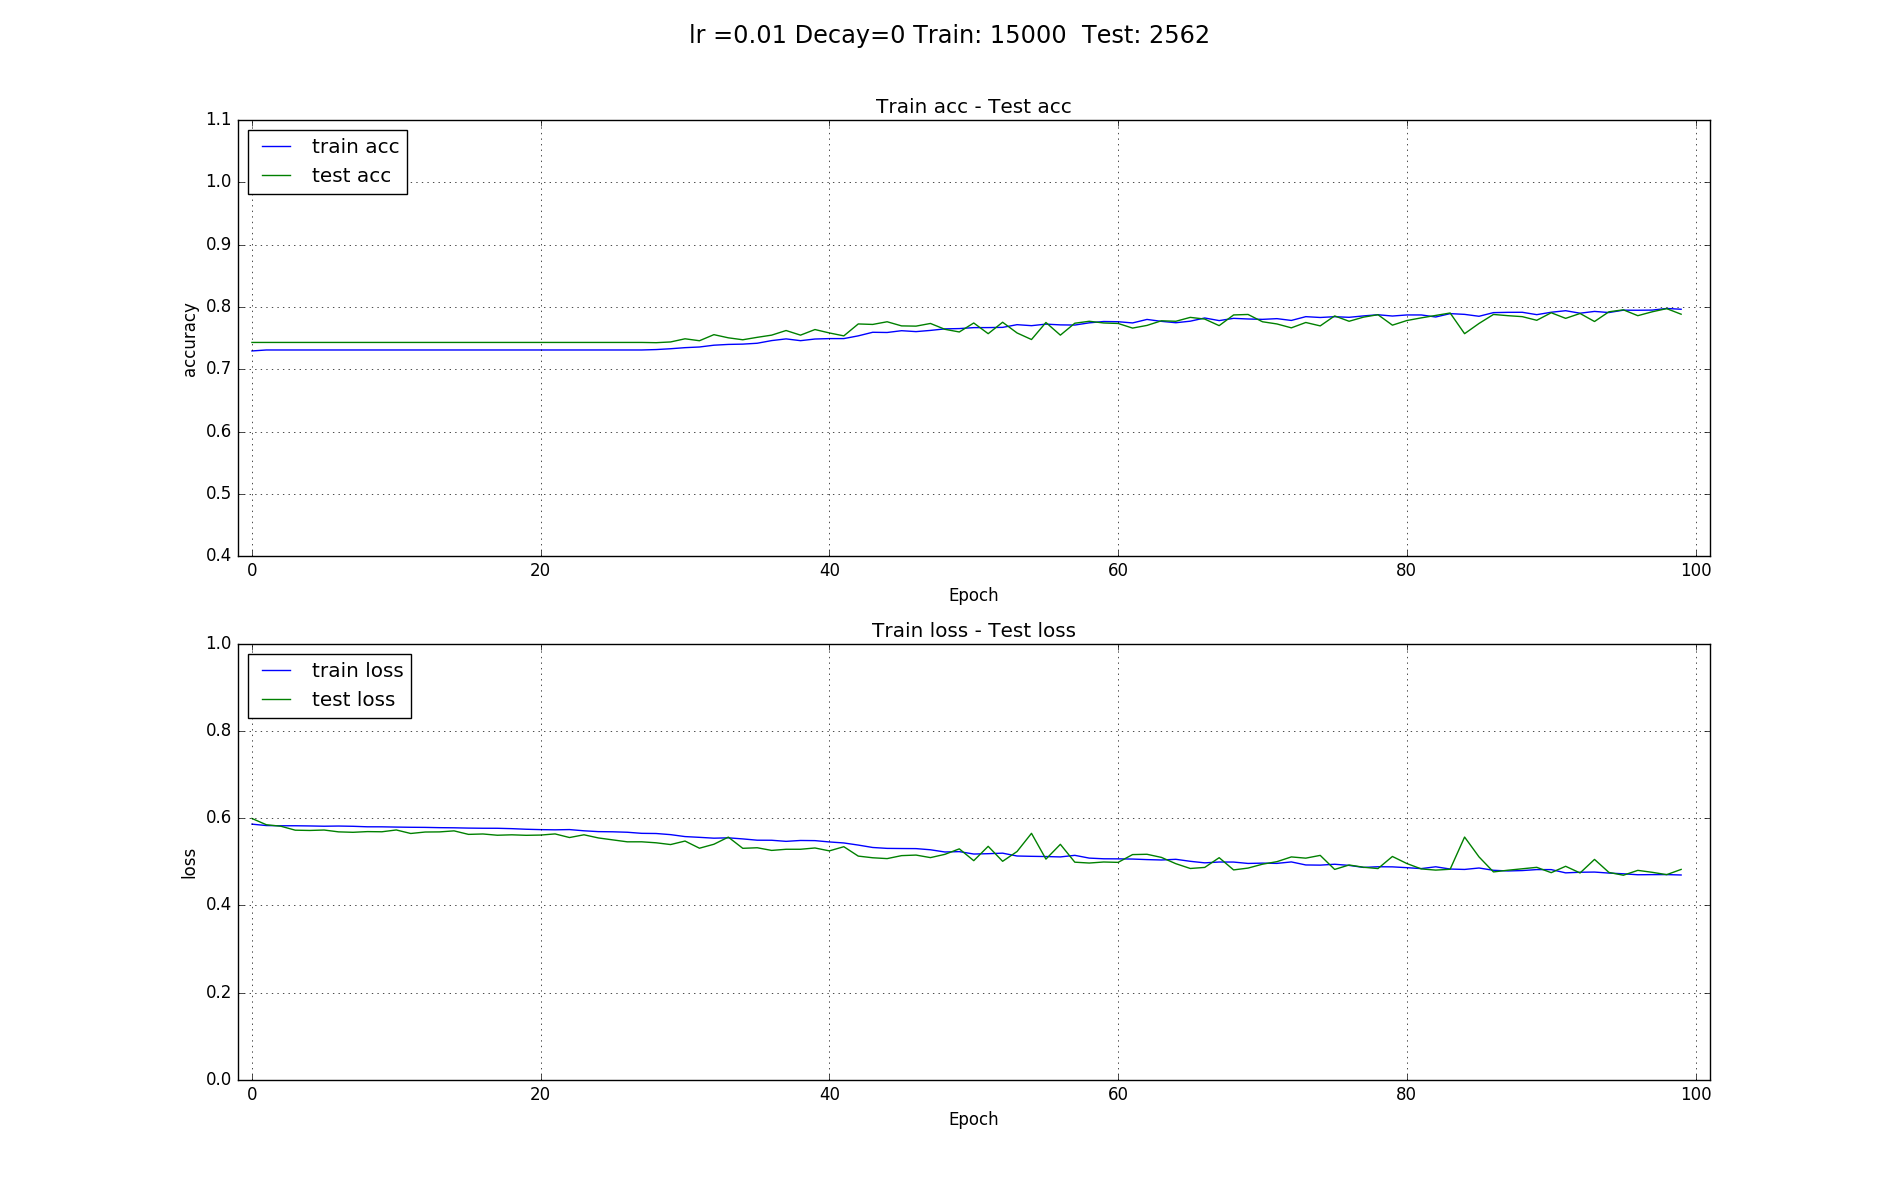 lr =0.01 Decay=0 Train: 15000  Test: 2562
Train acc - Test acc
train acc
test acc
1.1
1.0
0.9
0.8
0.7
0.6
0.5
0.4
accuracy
0 20 40 60 80 100
Epoch
Train loss - Test loss
train loss
test loss
1.0
0.8
0.6
0.4
0.2
0.0
loss
0 20 40 60 80 100
Epoch